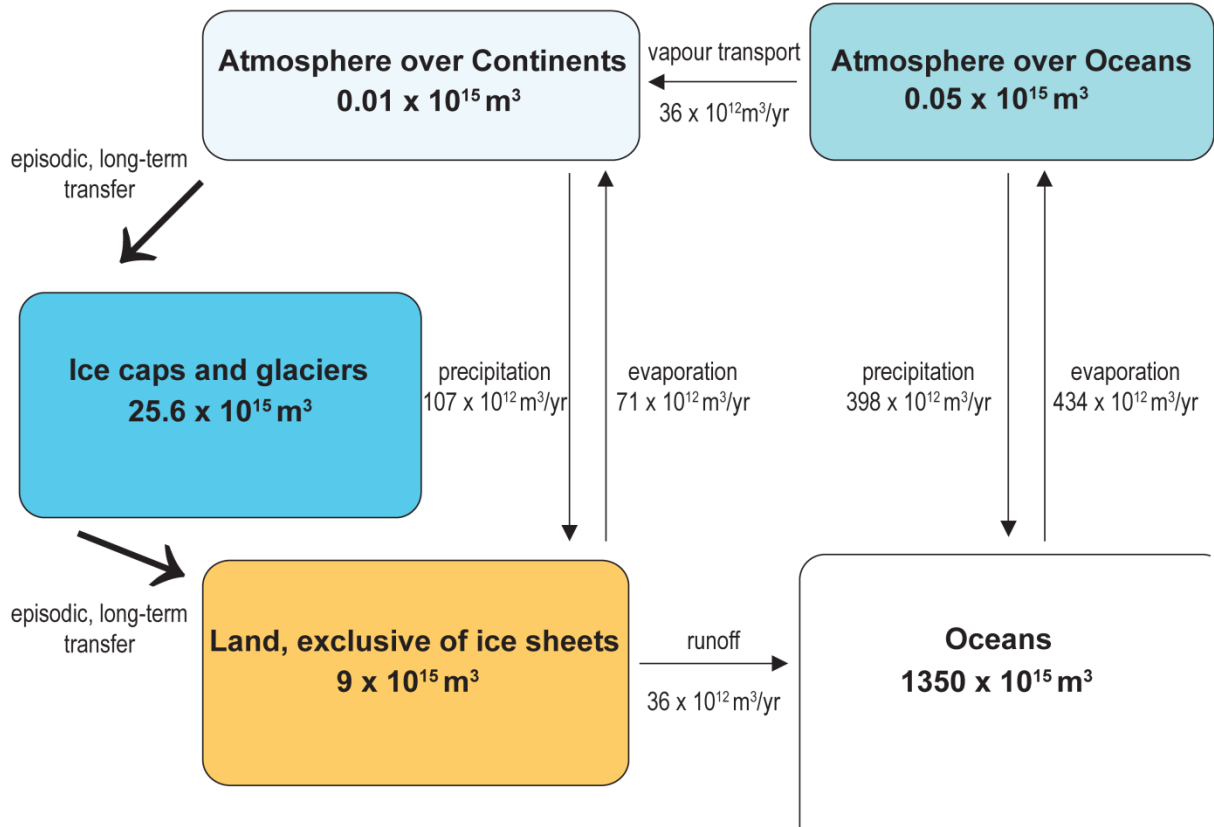 Atmosphere over Continents
0.01 x 10¹⁵ m³
vapour transport
36 x 10¹²m³/yr
Atmosphere over Oceans
0.05 x 10¹⁵ m³
episodic, long-term
transfer
Ice caps and glaciers
25.6 x 10¹⁵ m³
precipitation
107 x 10¹² m³/yr
evaporation
71 x 10¹² m³/yr
precipitation
398 x 10¹² m³/yr
evaporation
434 x 10¹² m³/yr
episodic, long-term
transfer
Land, exclusive of ice sheets
9 x 10¹⁵ m³
runoff
36 x 10¹² m³/yr
Oceans
1350 x 10¹⁵ m³